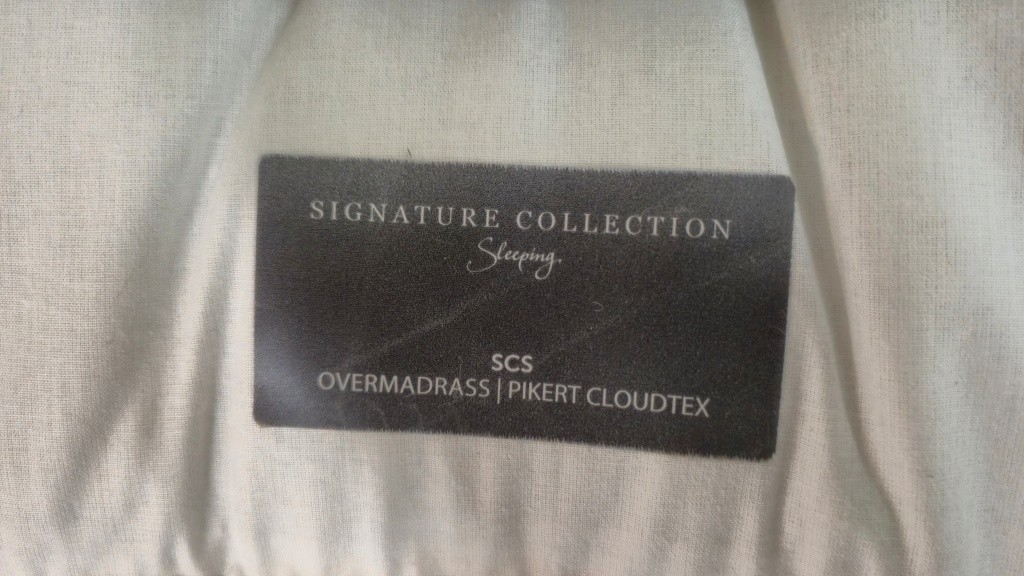 SIGNATURE COLLECTION
Sleeping.
SCS
OVERMADRASS | PIKERT CLOUDTEX